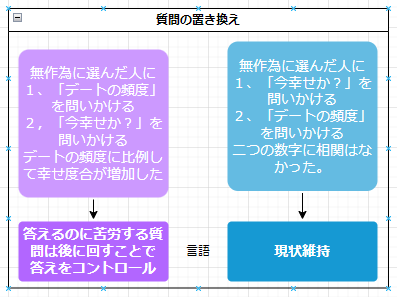 質問の置き換え
無作為に選んだ人に
１、「デートの頻度」
を問いかける
２，「今幸せか？」を
問いかける
デートの頻度に比例し
て幸せ度合が増加した
無作為に選んだ人に
１、「今幸せか？」を
問いかける
２、「デートの頻度」
を問いかける
二つの数字に相関はな
かった。
答えるのに苦労する質
問は後に回すことで
答えをコントロール
言語
現状維持